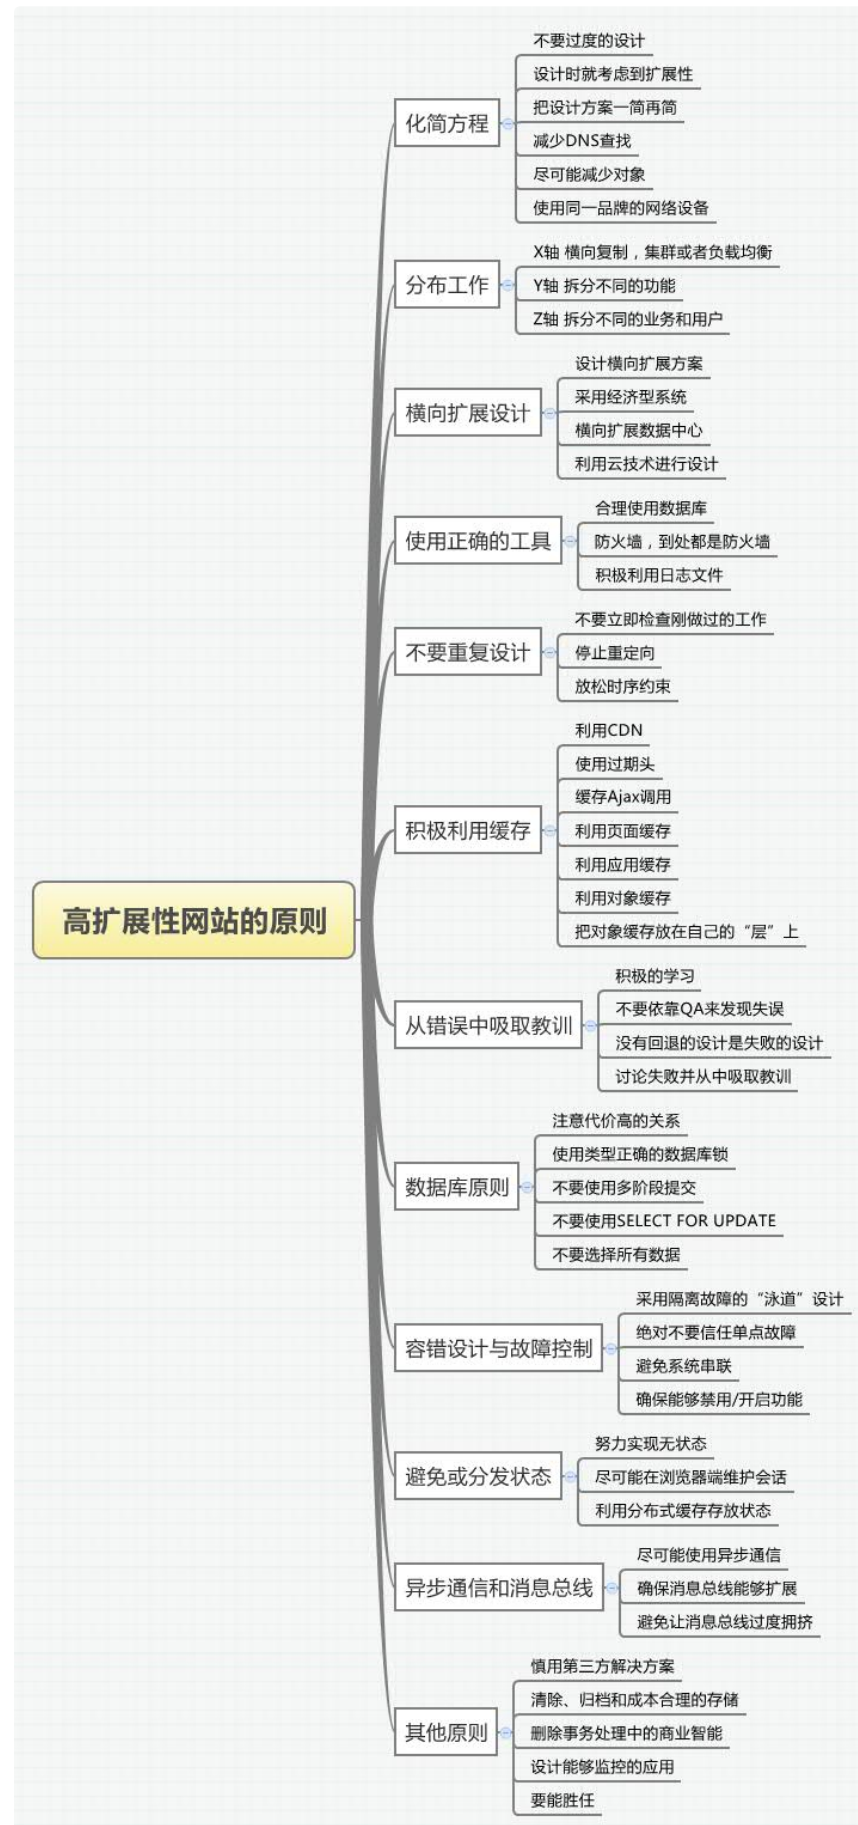 高扩展性网站的原则
化简方程
不要过度的设计
设计时就考虑到扩展性
把设计方案一简再简
减少DNS查找
尽可能减少对象
使用同一品牌的网络设备
分布工作
X轴 横向复制，集群或者负载均衡
Y轴 拆分不同的功能
Z轴 拆分不同的业务和用户
横向扩展设计
设计横向扩展方案
采用经济型系统
横向扩展数据中心
利用云技术进行设计
使用正确的工具
合理使用数据库
防火墙，到处都是防火墙
积极利用日志文件
不要重复设计
不要立即检查刚做过的工作
停止重定向
放松时序约束
积极利用缓存
利用CDN
使用过期头
缓存Ajax调用
利用页面缓存
利用应用缓存
利用对象缓存
把对象缓存放在自己的“层”上
从错误中吸取教训
积极的学习
不要依靠QA来发现失误
没有回退的设计是失败的设计
讨论失败并从中吸取教训
数据库原则
注意代价高的关系
使用类型正确的数据库锁
不要使用多阶段提交
不要使用SELECT FOR UPDATE
不要选择所有数据
容错设计与故障控制
采用隔离故障的“泳道”设计
绝对不要信任单点故障
避免系统串联
确保能够禁用/开启功能
避免或分发状态
努力实现无状态
尽可能在浏览器端维护会话
利用分布式缓存存放状态
异步通信和消息总线
尽可能使用异步通信
确保消息总线能够扩展
避免让消息总线过度拥挤
其他原则
慎用第三方解决方案
清除、归档和成本合理的存储
删除事务处理中的商业智能
设计能够监控的应用
要能胜任